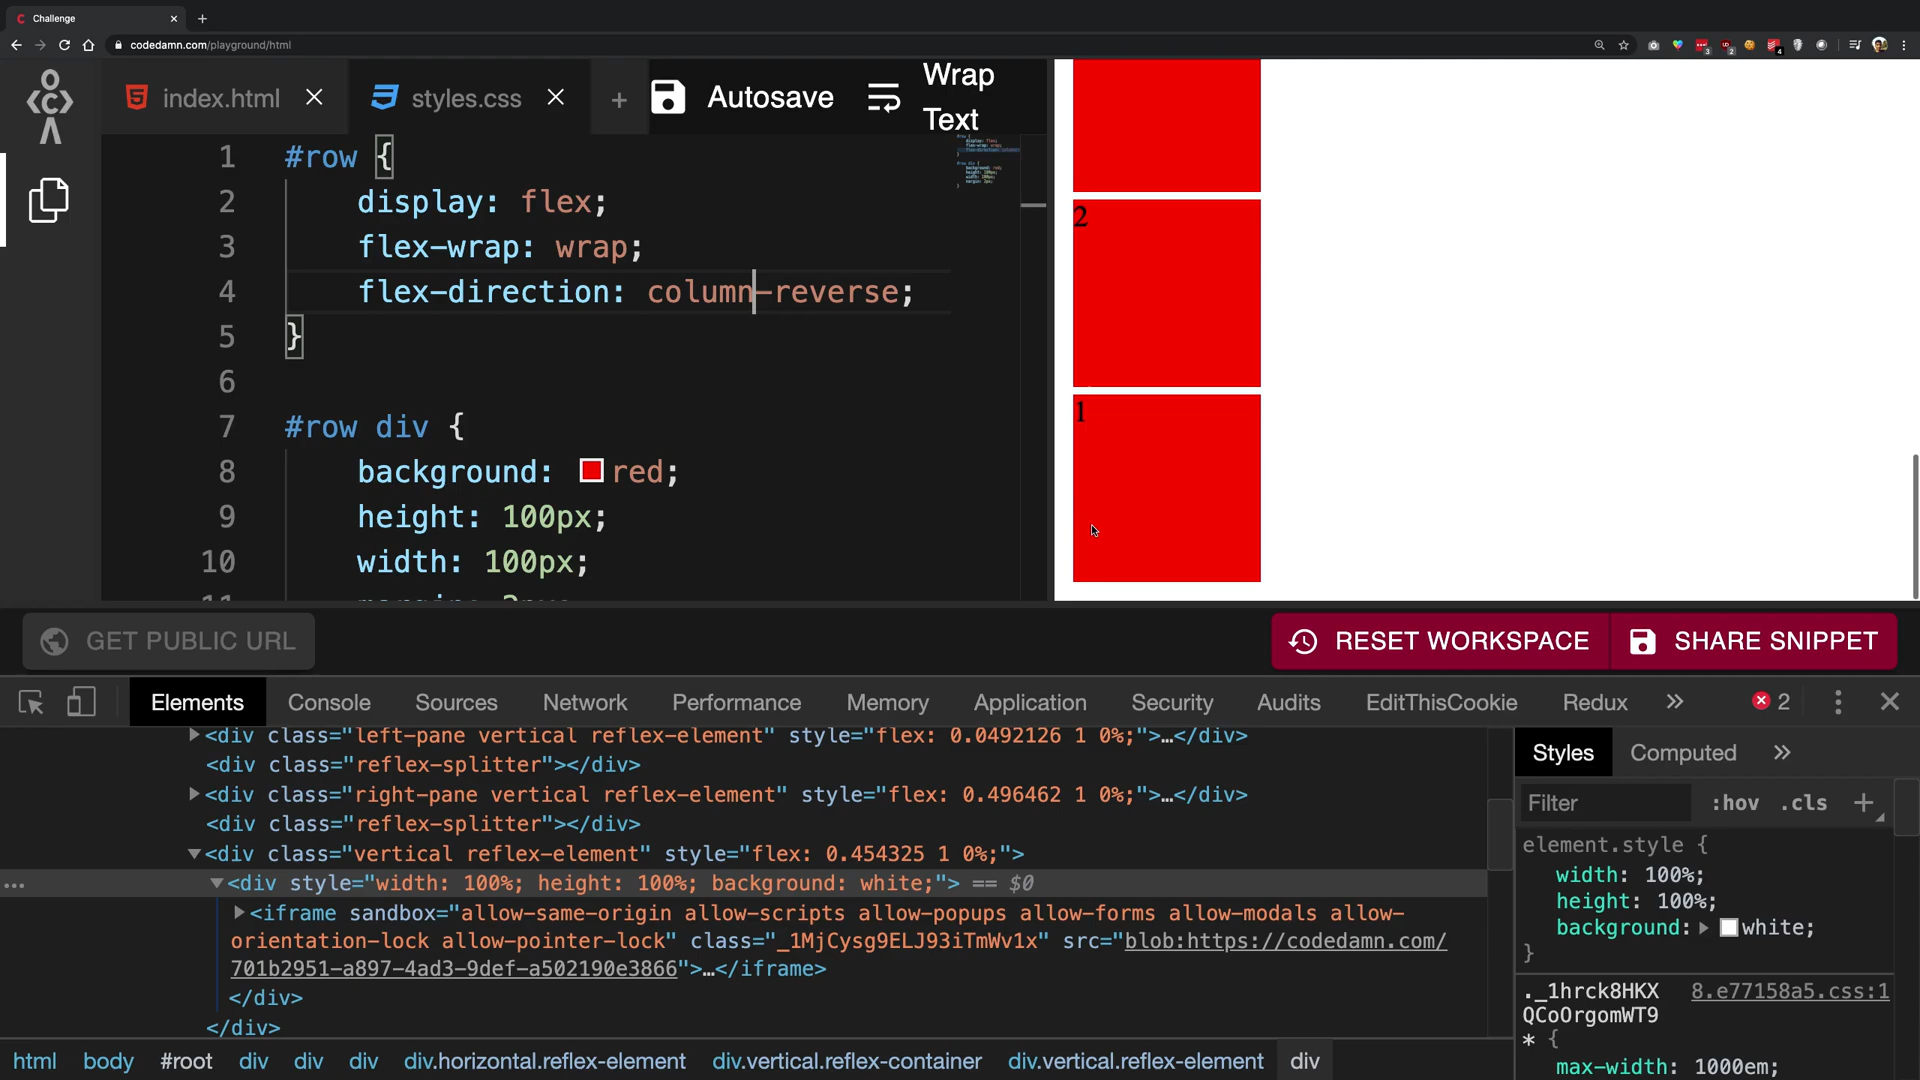 Challenge
codedamn.com/playground/html
index.html
styles.css
Autosave
Wrap
Text
1 #row {
2 display: flex;
3 flex-wrap: wrap;
4 flex-direction: column-reverse;
5 }
6
7 #row div {
8 background: red;
9 height: 100px;
10 width: 100px;
2
1
GET PUBLIC URL
RESET WORKSPACE
SHARE SNIPPET
Elements Console Sources Network Performance Memory Application Security Audits EditThisCookie Redux » 2
<div class="left-pane vertical reflex-element" style="flex: 0.0492126 1 0%;">…</div>
<div class="reflex-splitter"></div>
<div class="right-pane vertical reflex-element" style="flex: 0.496462 1 0%;">…</div>
<div class="reflex-splitter"></div>
<div class="vertical reflex-element" style="flex: 0.454325 1 0%;">
<div style="width: 100%; height: 100%; background: white;"> == $0
<iframe sandbox="allow-same-origin allow-scripts allow-popups allow-forms allow-modals allow-
orientation-lock allow-pointer-lock" class="_1MjCysg9ELJ93iTmWv1x" src="blob:https://codedamn.com/
701b2951-a897-4ad3-9def-a502190e3866">…</iframe>
</div>
</div>
html body #root div div div div.horizontal.reflex-element div.vertical.reflex-container div.vertical.reflex-element div
Styles Computed »
Filter :hov .cls +
element.style {
width: 100%;
height: 100%;
background: white;
}
._1hrck8HKX 8.e77158a5.css:1
QCoOrgomWT9
* {
max-width: 1000em;